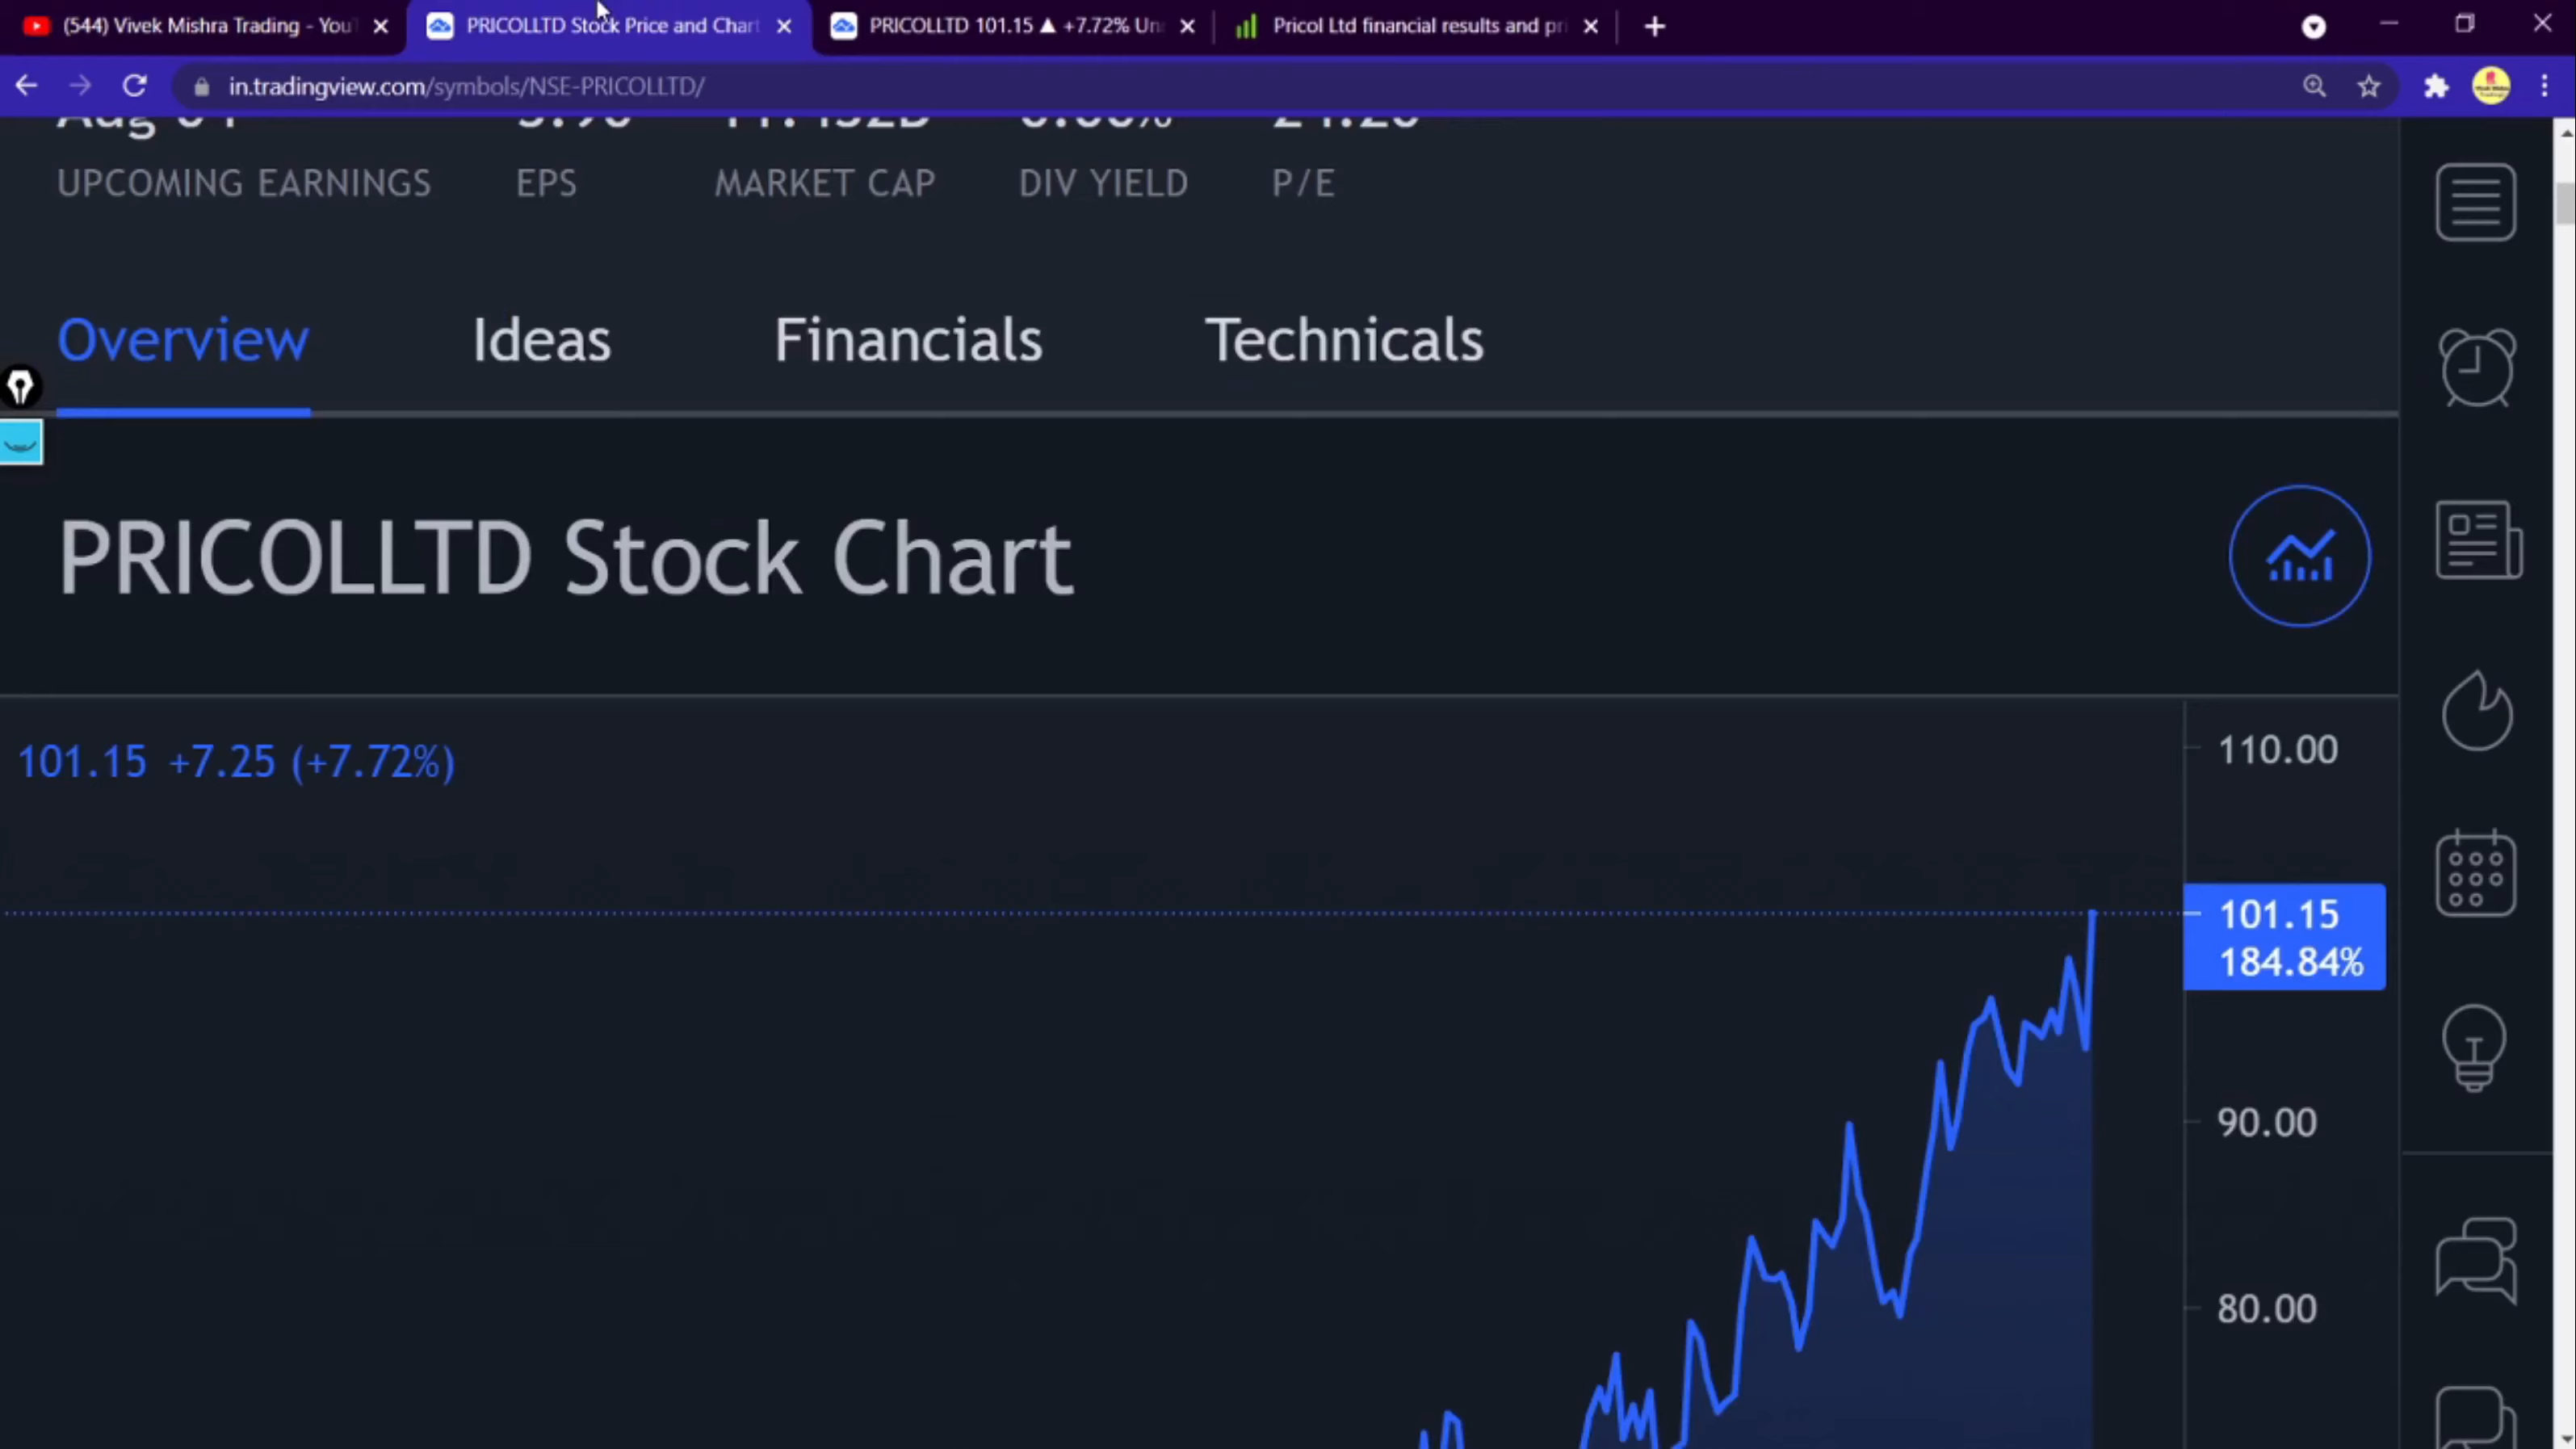 (544) Vivek Mishra Trading - You
PRICOLLTD Stock Price and Chart
PRICOLLTD 101.15 ▲ +7.72% Un
Pricol Ltd financial results and pri
in.tradingview.com/symbols/NSE-PRICOLLTD/
UPCOMING EARNINGS EPS MARKET CAP DIV YIELD P/E
Overview Ideas Financials Technicals
PRICOLLTD Stock Chart
101.15 +7.25 (+7.72%)
110.00
101.15
184.84%
90.00
80.00